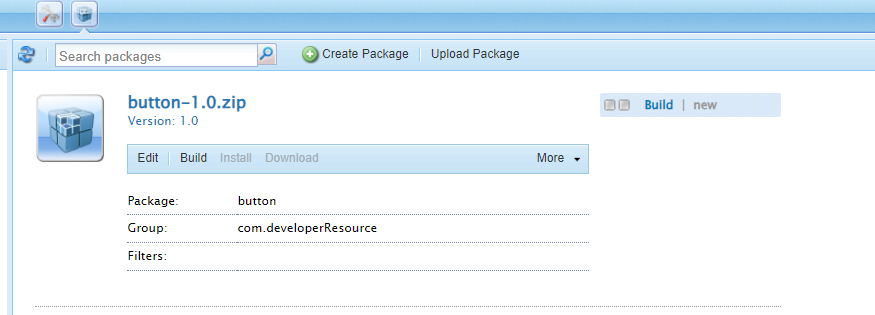 Search packages Create Package | Upload Package
button-1.0.zip
Version: 1.0
Build | new
Edit Build Install Download More
Package: button
Group: com.developerResource
Filters: